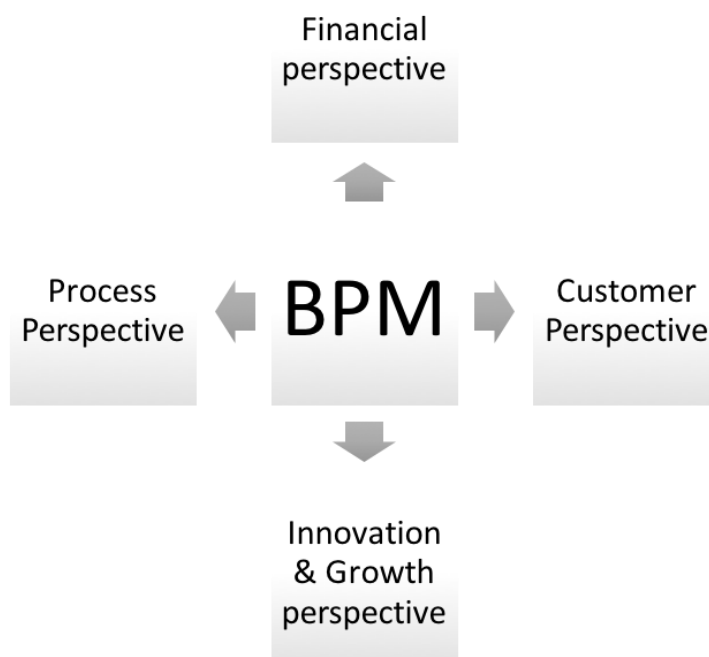 Financial
perspective
Process
Perspective
BPM
Customer
Perspective
Innovation
& Growth
perspective